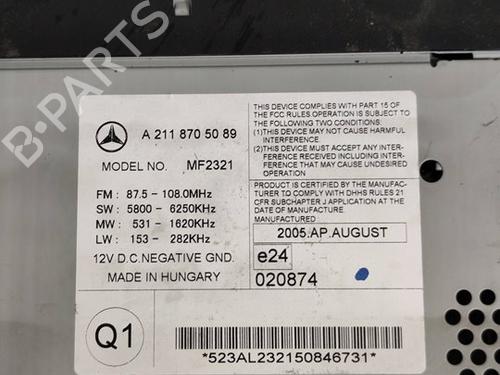 B-PARTS
A 211 870 50 89
MODEL NO. MF2321
FM : 87.5 - 108.0MHz
SW : 5800 - 6250KHz
MW : 531 - 1620KHz
LW : 153 - 282KHz
12V D.C.NEGATIVE GND.
MADE IN HUNGARY
THIS DEVICE COMPLIES WITH PART 15 OF
THE FCC RULES.OPERATION IS SUBJECT TO
THE FOLLOWING TWO CONDITIONS:
(1)THIS DEVICE MAY NOT CAUSE HARMFUL
INTERFERENCE
(2)THIS DEVICE MUST ACCEPT ANY INTER-
FERENCE RECEIVED,INCLUDING INTER-
FERENCE THAT MAY CAUSE UNDESIRED
OPERATION
PRODUCT IS CERTIFIED BY THE MANUFAC-
TURER TO COMPLY WITH DHHS RULES 21
CFR SUBCHAPTER J APPLICABLE AT THE
DATE OF MANUFACTURE.
MANUFACTURED :
2005.AP.AUGUST
e24
020874
Q1
*523AL232150846731*